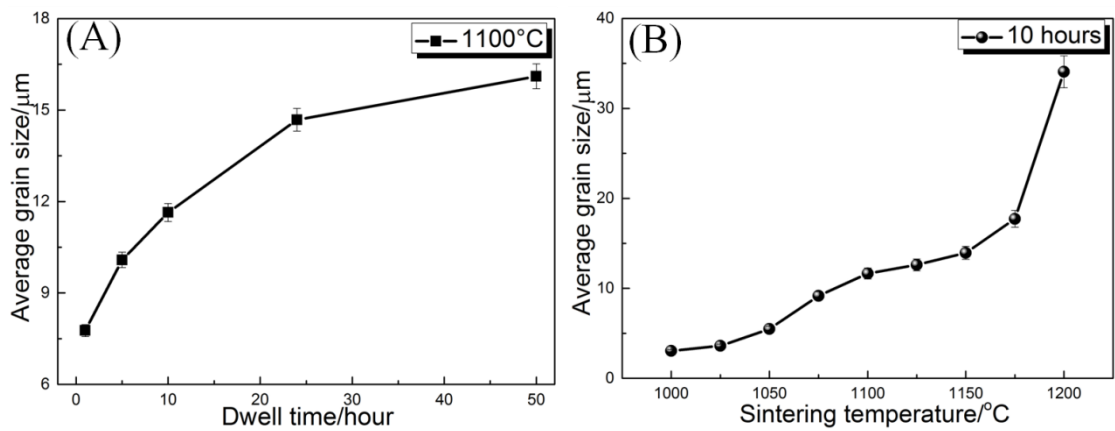 (A)
1100°C
Average grain size/μm
18
15
12
9
6
0 10 20 30 40 50
Dwell time/hour
(B)
10 hours
Average grain size/μm
40
30
20
10
0
1000 1050 1100 1150 1200
Sintering temperature/°C